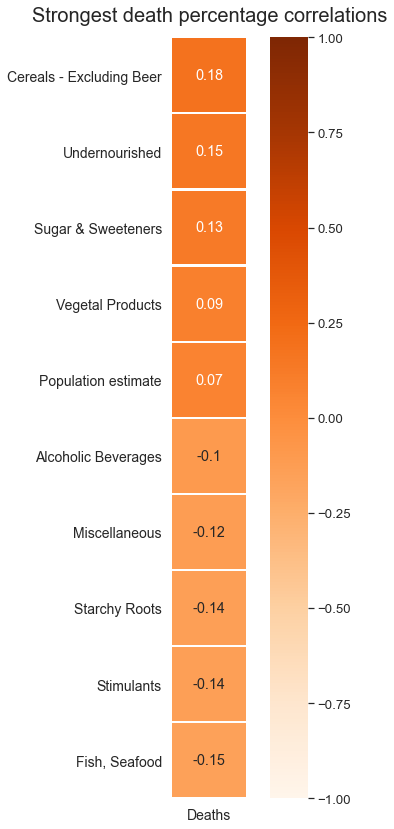 Strongest death percentage correlations
Cereals - Excluding Beer 0.18
Undernourished 0.15
Sugar & Sweeteners 0.13
Vegetal Products 0.09
Population estimate 0.07
Alcoholic Beverages -0.1
Miscellaneous -0.12
Starchy Roots -0.14
Stimulants -0.14
Fish, Seafood -0.15
Deaths
1.00
0.75
0.50
0.25
0.00
−0.25
−0.50
−0.75
−1.00